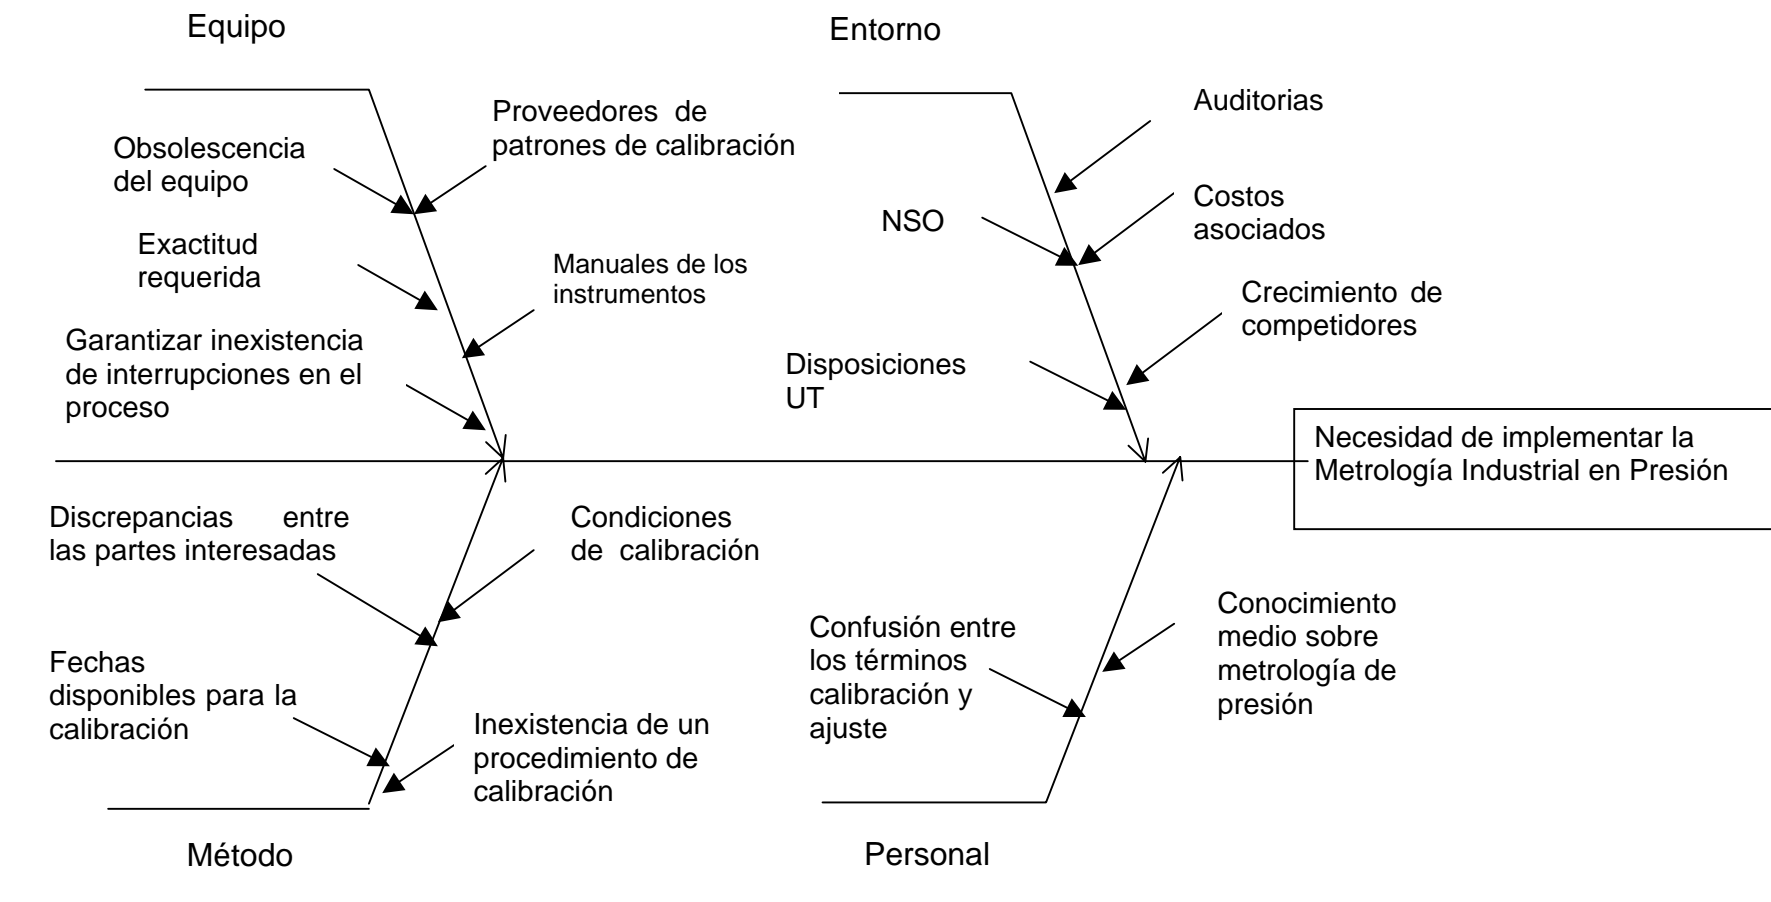 Equipo
Entorno
Proveedores de
patrones de calibración
Auditorias
Obsolescencia
del equipo
Costos
asociados
NSO
Exactitud
requerida
Manuales de los
instrumentos
Crecimiento de
competidores
Garantizar inexistencia
de interrupciones en el
proceso
Disposiciones
UT
Necesidad de implementar la
Metrología Industrial en Presión
Discrepancias entre
las partes interesadas
Condiciones
de calibración
Conocimiento
medio sobre
metrología de
presión
Confusión entre
los términos
calibración y
ajuste
Fechas
disponibles para la
calibración
Inexistencia de un
procedimiento de
calibración
Método
Personal